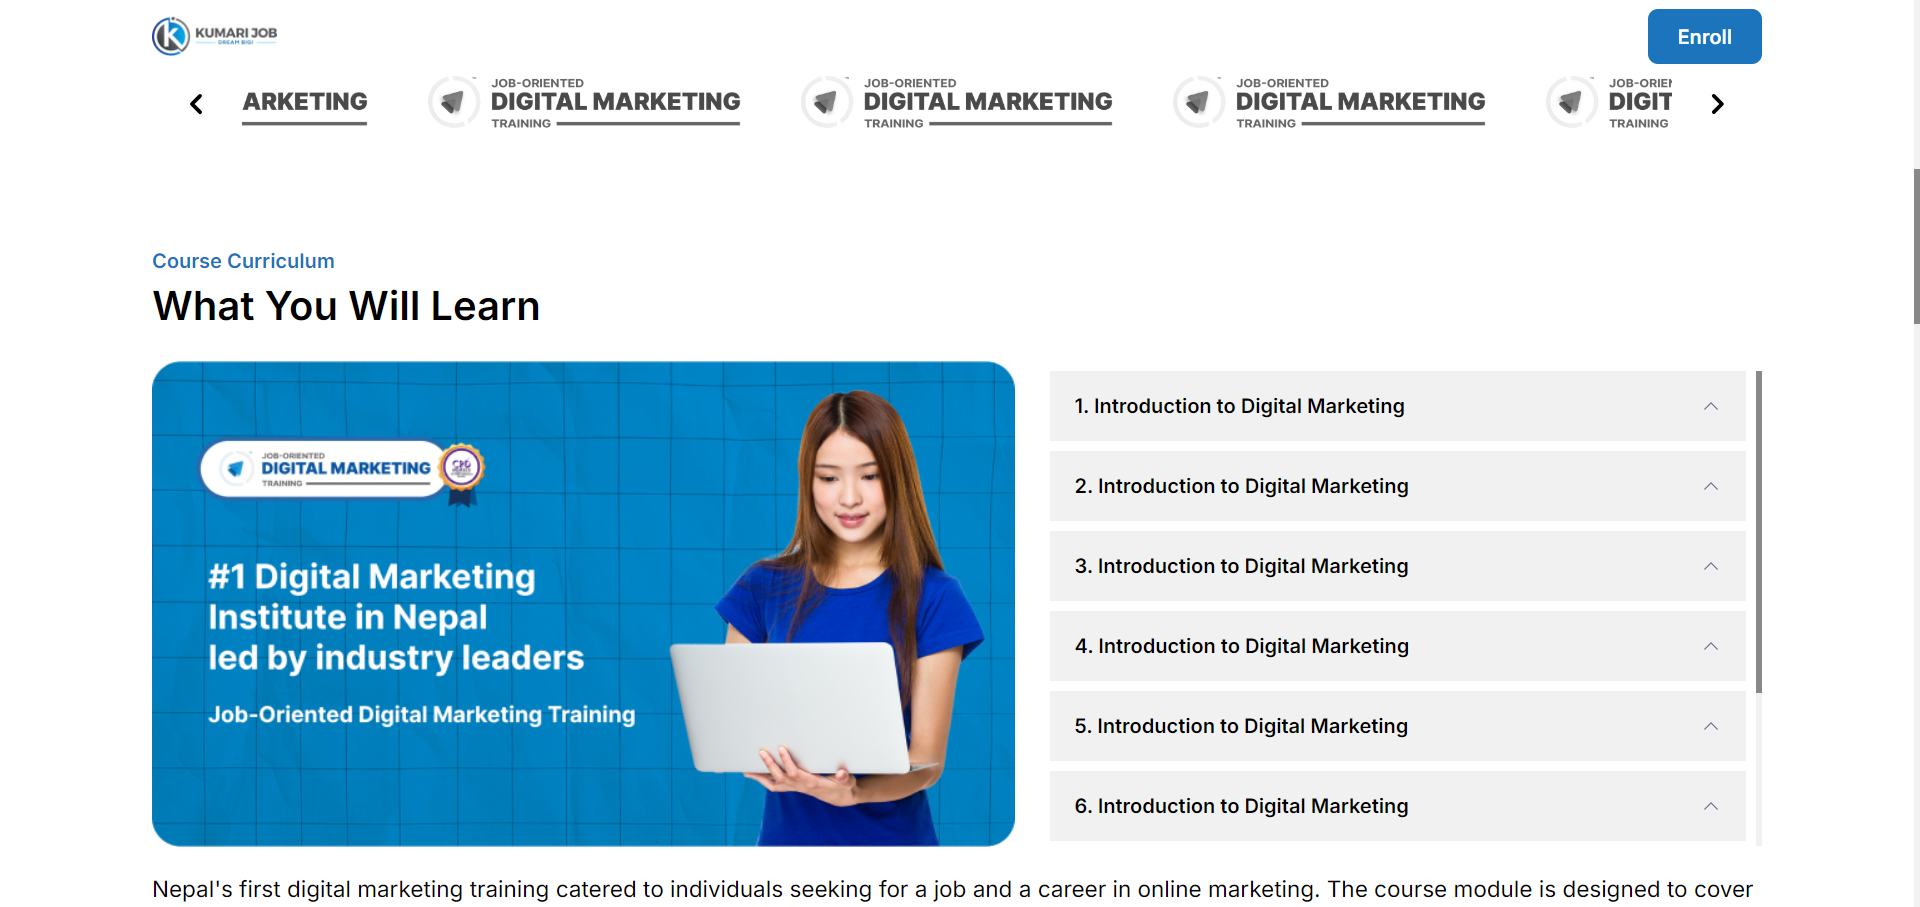 KUMARI JOB
DREAM BIG!
Enroll
ARKETING
JOB-ORIENTED
DIGITAL MARKETING
TRAINING
JOB-ORIENTED
DIGITAL MARKETING
TRAINING
JOB-ORIENTED
DIGITAL MARKETING
TRAINING
JOB-ORIE
DIGIT
TRAINING
Course Curriculum
What You Will Learn
JOB-ORIENTED
DIGITAL MARKETING
TRAINING
CPD
#1 Digital Marketing
Institute in Nepal
led by industry leaders
Job-Oriented Digital Marketing Training
1. Introduction to Digital Marketing
2. Introduction to Digital Marketing
3. Introduction to Digital Marketing
4. Introduction to Digital Marketing
5. Introduction to Digital Marketing
6. Introduction to Digital Marketing
Nepal's first digital marketing training catered to individuals seeking for a job and a career in online marketing. The course module is designed to cover